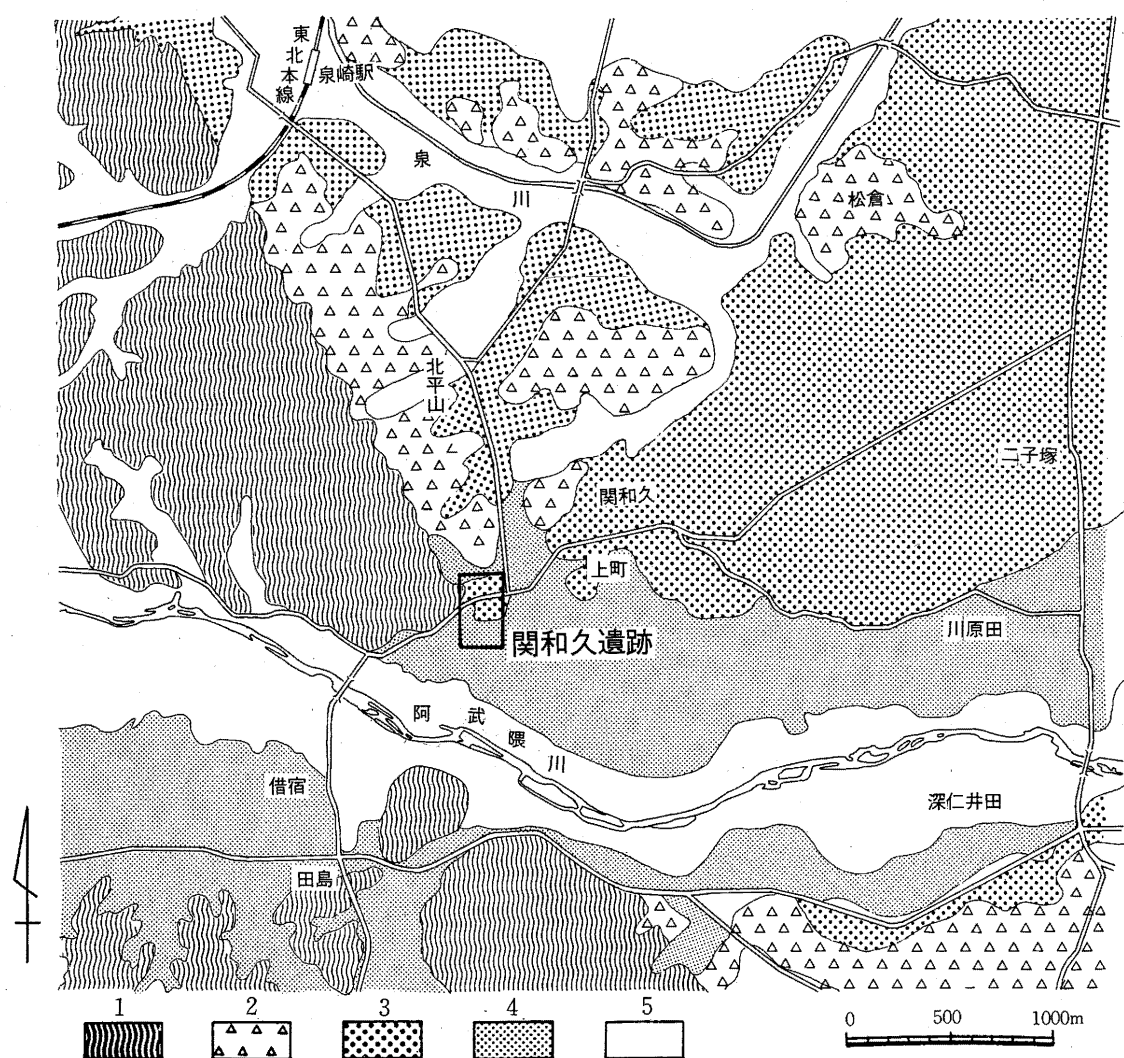 東北本線
泉崎駅
泉川
松倉
北平山
関和久
二子塚
上町
川原田
関和久遺跡
阿武隈川
借宿
深仁井田
田島
1 2 3 4 5
0 500 1000m